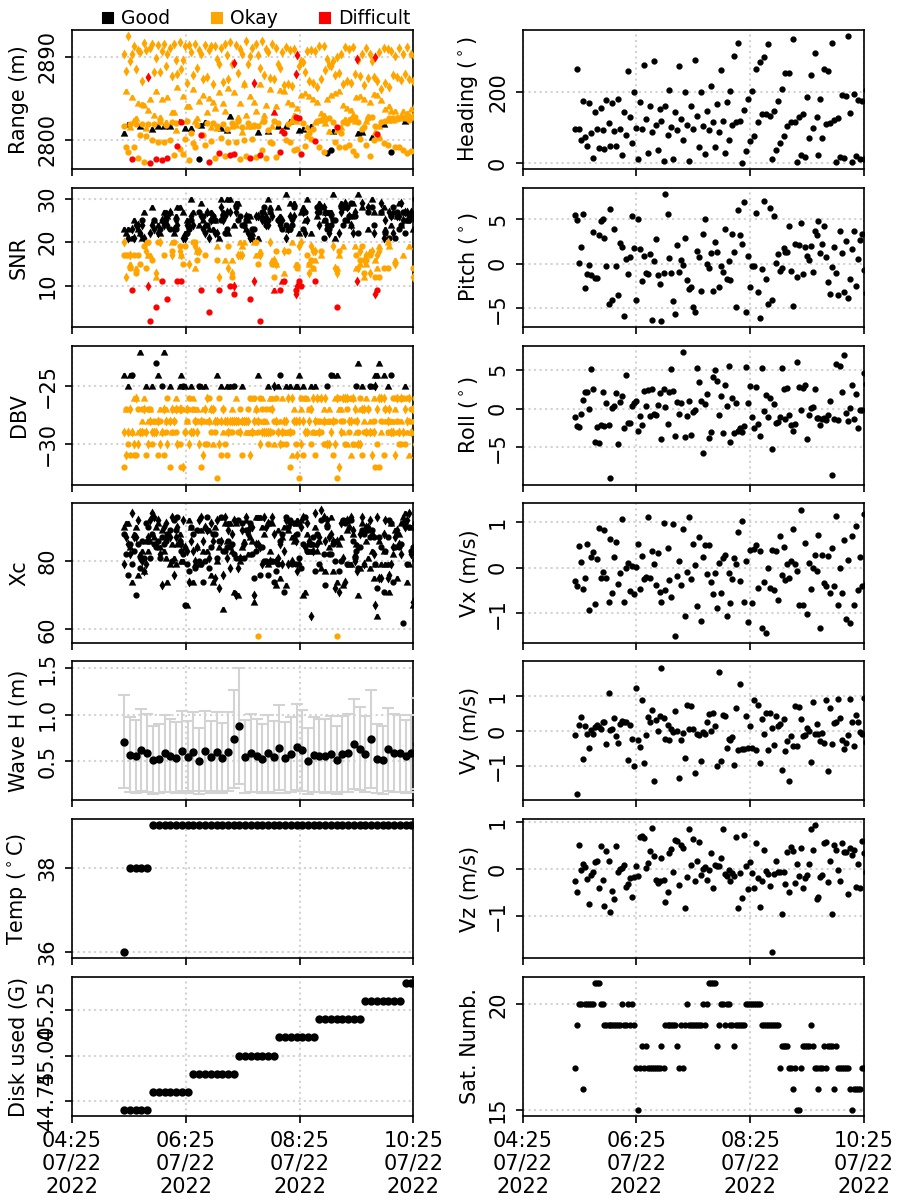 Good Okay Difficult
Range (m)
2890
2800
Heading (°)
200
0
SNR
30
20
10
Pitch (°)
5
0
−5
DBV
−25
−30
Roll (°)
5
0
−5
Xc
80
60
Vx (m/s)
1
0
−1
Wave H (m)
1.5
1.0
0.5
Vy (m/s)
1
0
−1
Temp (°C)
38
36
Vz (m/s)
1
0
−1
Disk used (G)
45.25
45.00
44.75
Sat. Numb.
20
15
04:25 06:25 08:25 10:25
07/22 07/22 07/22 07/22
2022 2022 2022 2022
04:25 06:25 08:25 10:25
07/22 07/22 07/22 07/22
2022 2022 2022 2022